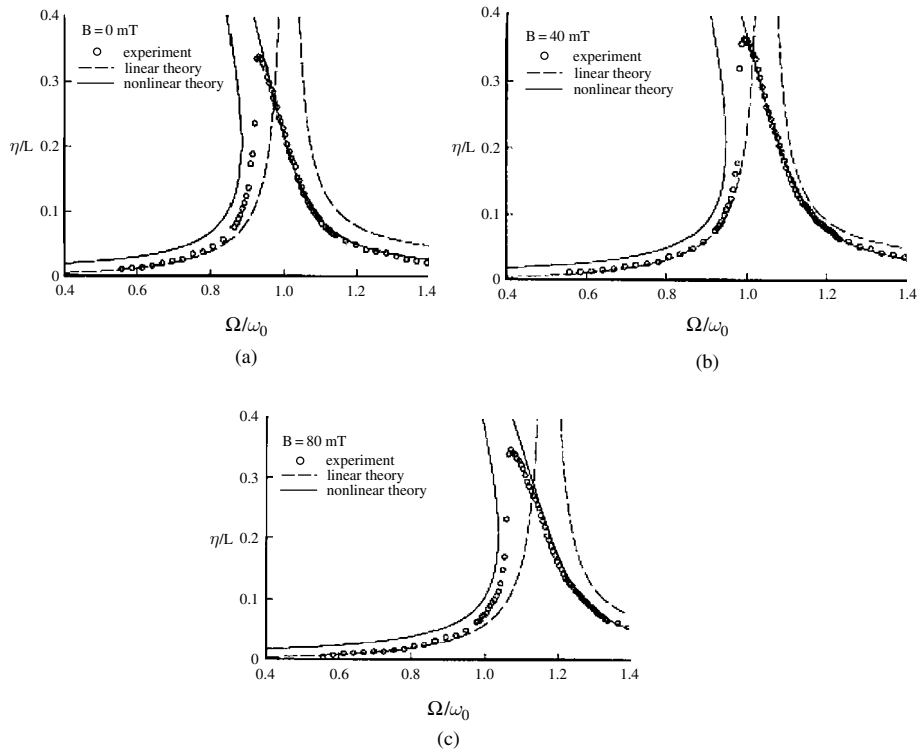 0.4
B = 0 mT
experiment
linear theory
nonlinear theory
0.3
η/L
0.2
0.1
0
0.4 0.6 0.8 1.0 1.2 1.4
Ω/ω0
(a)
0.4
B = 40 mT
experiment
linear theory
nonlinear theory
0.3
η/L
0.2
0.1
0
0.4 0.6 0.8 1.0 1.2 1.4
Ω/ω0
(b)
0.4
B = 80 mT
experiment
linear theory
nonlinear theory
0.3
η/L
0.2
0.1
0
0.4 0.6 0.8 1.0 1.2 1.4
Ω/ω0
(c)